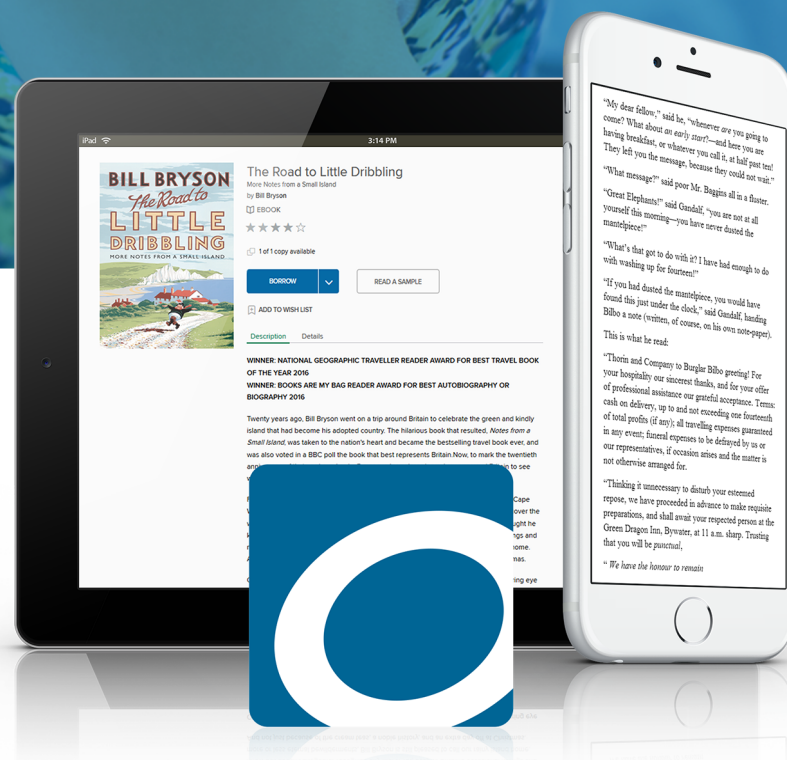 iPad
3:14 PM
BILL BRYSON
The Road to
LITTLE
DRIBBLING
MORE NOTES FROM A SMALL ISLAND
The Road to Little Dribbling
More Notes from a Small Island
by Bill Bryson
EBOOK
1 of 1 copy available
BORROW
READ A SAMPLE
ADD TO WISH LIST
Description Details
WINNER: NATIONAL GEOGRAPHIC TRAVELLER READER AWARD FOR BEST TRAVEL BOOK
OF THE YEAR 2016
WINNER: BOOKS ARE MY BAG READER AWARD FOR BEST AUTOBIOGRAPHY OR
BIOGRAPHY 2016
Twenty years ago, Bill Bryson went on a trip around Britain to celebrate the green and kindly
island that had become his adopted country. The hilarious book that resulted, Notes from a
Small Island, was taken to the nation's heart and became the bestselling travel book ever, and
was also voted in a BBC poll the book that best represents Britain.Now, to mark the twentieth
to see
Cape
over the
ings and
ome.
mas.
ring eye
“My dear fellow,” said he, “whenever are you going to
come? What about an early start?—and here you are
having breakfast, or whatever you call it, at half past ten!
They left you the message, because they could not wait.”
“What message?” said poor Mr. Baggins all in a fluster.
“Great Elephants!” said Gandalf, “you are not at all
yourself this morning—you have never dusted the
mantelpiece!”
“What’s that got to do with it? I have had enough to do
with washing up for fourteen!”
“If you had dusted the mantelpiece, you would have
found this just under the clock,” said Gandalf, handing
Bilbo a note (written, of course, on his own note-paper).
This is what he read:
“Thorin and Company to Burglar Bilbo greeting! For
your hospitality our sincerest thanks, and for your offer
of professional assistance our grateful acceptance. Terms:
cash on delivery, up to and not exceeding one fourteenth
of total profits (if any); all travelling expenses guaranteed
in any event; funeral expenses to be defrayed by us or
our representatives, if occasion arises and the matter is
not otherwise arranged for.
“Thinking it unnecessary to disturb your esteemed
repose, we have proceeded in advance to make requisite
preparations, and shall await your respected person at the
Green Dragon Inn, Bywater, at 11 a.m. sharp. Trusting
that you will be punctual,
“ We have the honour to remain